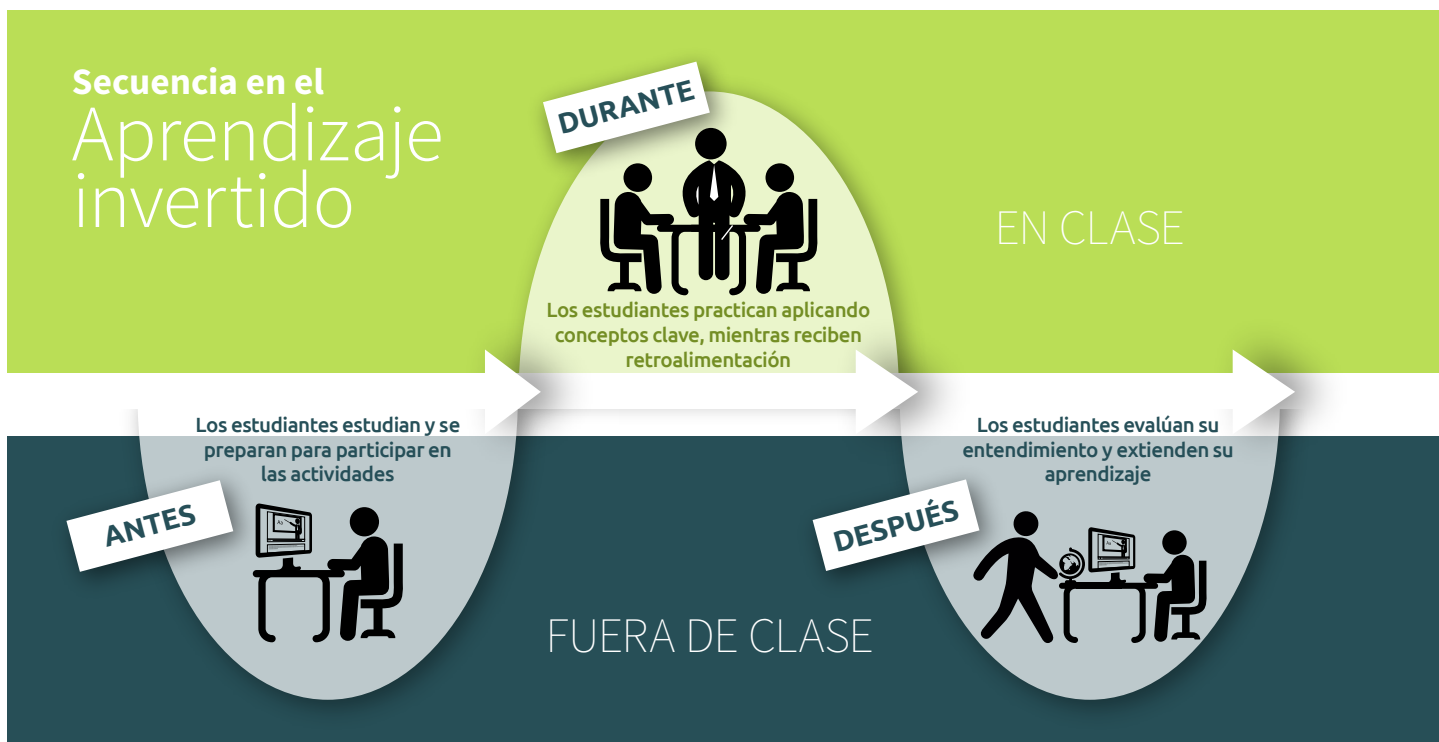 Secuencia en el
Aprendizaje
invertido
DURANTE
EN CLASE
Los estudiantes practican aplicando
conceptos clave, mientras reciben
retroalimentación
Los estudiantes estudian y se
preparan para participar en
las actividades
ANTES
Los estudiantes evalúan su
entendimiento y extienden su
aprendizaje
DESPUÉS
FUERA DE CLASE